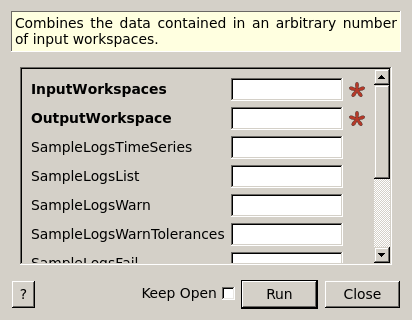 Combines the data contained in an arbitrary number
of input workspaces.
InputWorkspaces
OutputWorkspace
SampleLogsTimeSeries
SampleLogsList
SampleLogsWarn
SampleLogsWarnTolerances
SampleLogsFail
? Keep Open Run Close